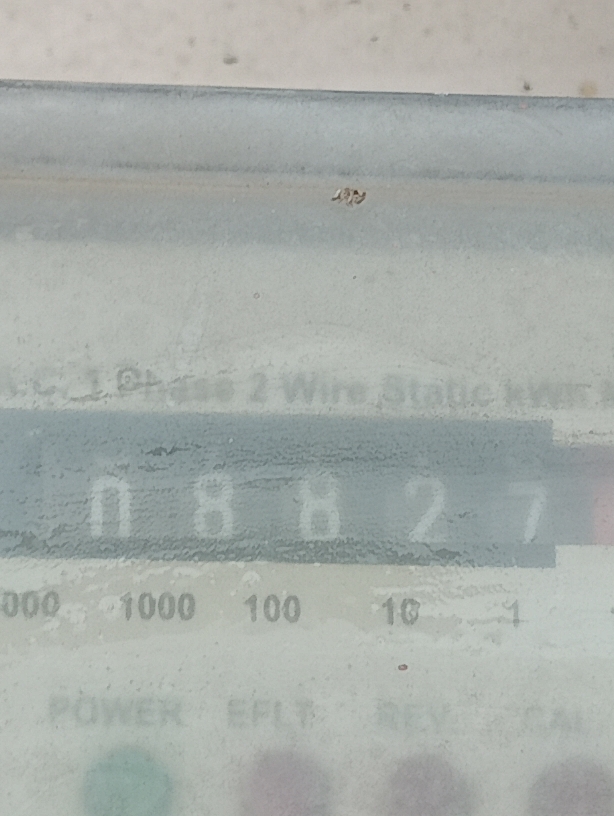 A.C. 1 Phase 2 Wire Static kWh
0 8 8 2 7
000 1000 100 10 1
POWER EFLT REV CAL